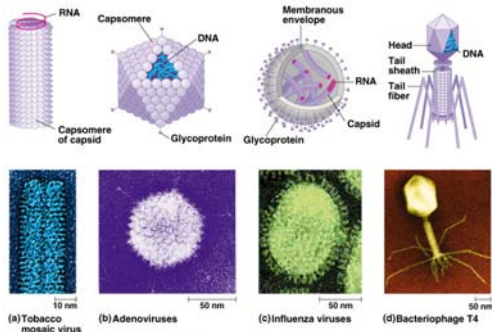 RNA
Capsomere
of capsid
Capsomere
DNA
Glycoprotein
Membranous
envelope
RNA
Capsid
Glycoprotein
Head
DNA
Tail
sheath
Tail
fiber
10 nm
50 nm
50 nm
50 nm
(a) Tobacco
mosaic virus
(b) Adenoviruses
(c) Influenza viruses
(d) Bacteriophage T4